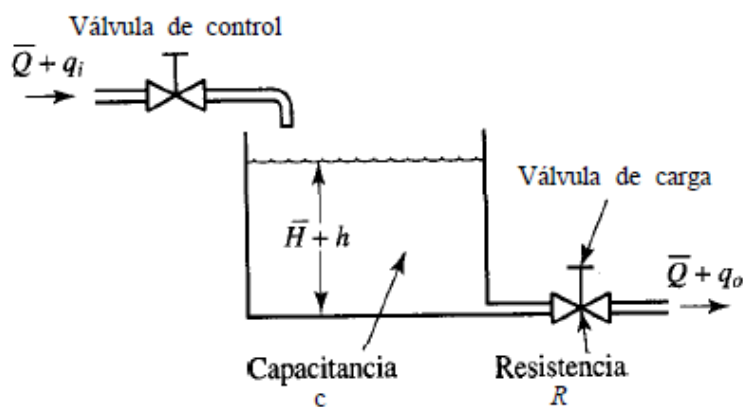 Válvula de control
Q̅ + qᵢ
Válvula de carga
H̅ + h
Q̅ + qₒ
Capacitancia
c
Resistencia
R